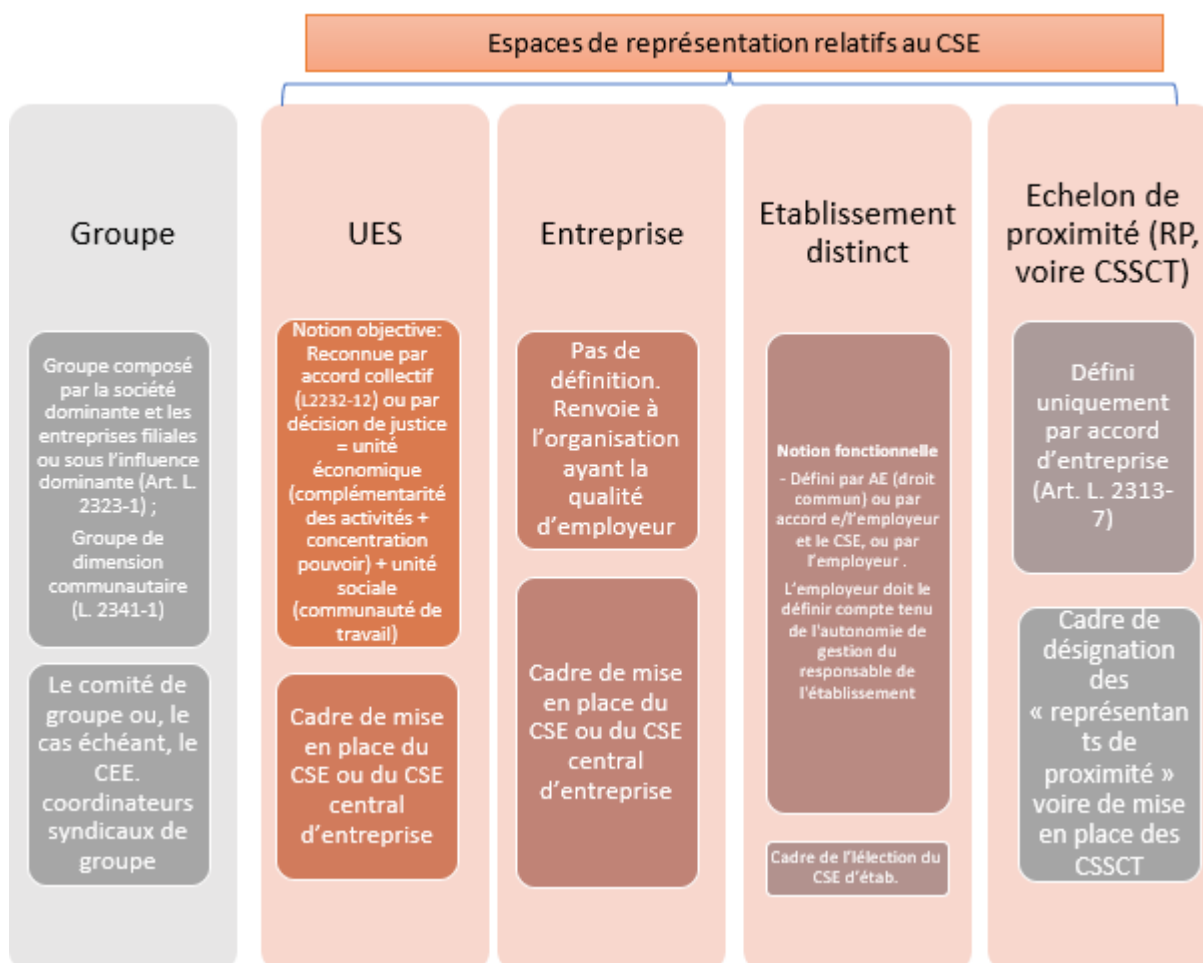 Espaces de représentation relatifs au CSE
Groupe
Groupe composé
par la société
dominante et les
entreprises filiales
ou sous l’influence
dominante (Art. L.
2323-1) ;
Groupe de
dimension
communautaire
(L. 2341-1)
Le comité de
groupe ou, le
cas échéant, le
CEE.
coordinateurs
syndicaux de
groupe
UES
Notion objective:
Reconnue par
accord collectif
(L2232-12) ou par
décision de justice
= unité
économique
(complémentarité
des activités +
concentration
pouvoir) + unité
sociale
(communauté de
travail)
Cadre de mise
en place du
CSE ou du CSE
central
d’entreprise
Entreprise
Pas de
définition.
Renvoie à
l’organisation
ayant la
qualité
d’employeur
Cadre de mise
en place du
CSE ou du CSE
central
d’entreprise
Etablissement
distinct
Notion fonctionnelle
- Défini par AE (droit
commun) ou par
accord e/l’employeur
et le CSE, ou par
l’employeur .
L’employeur doit le
définir compte tenu
de l'autonomie de
gestion du
responsable de
l'établissement
Cadre de l’lélection du
CSE d’étab.
Echelon de
proximité (RP,
voire CSSCT)
Défini
uniquement
par accord
d’entreprise
(Art. L. 2313-
7)
Cadre de
désignation
des
« représentan
ts de
proximité »
voire de mise
en place des
CSSCT